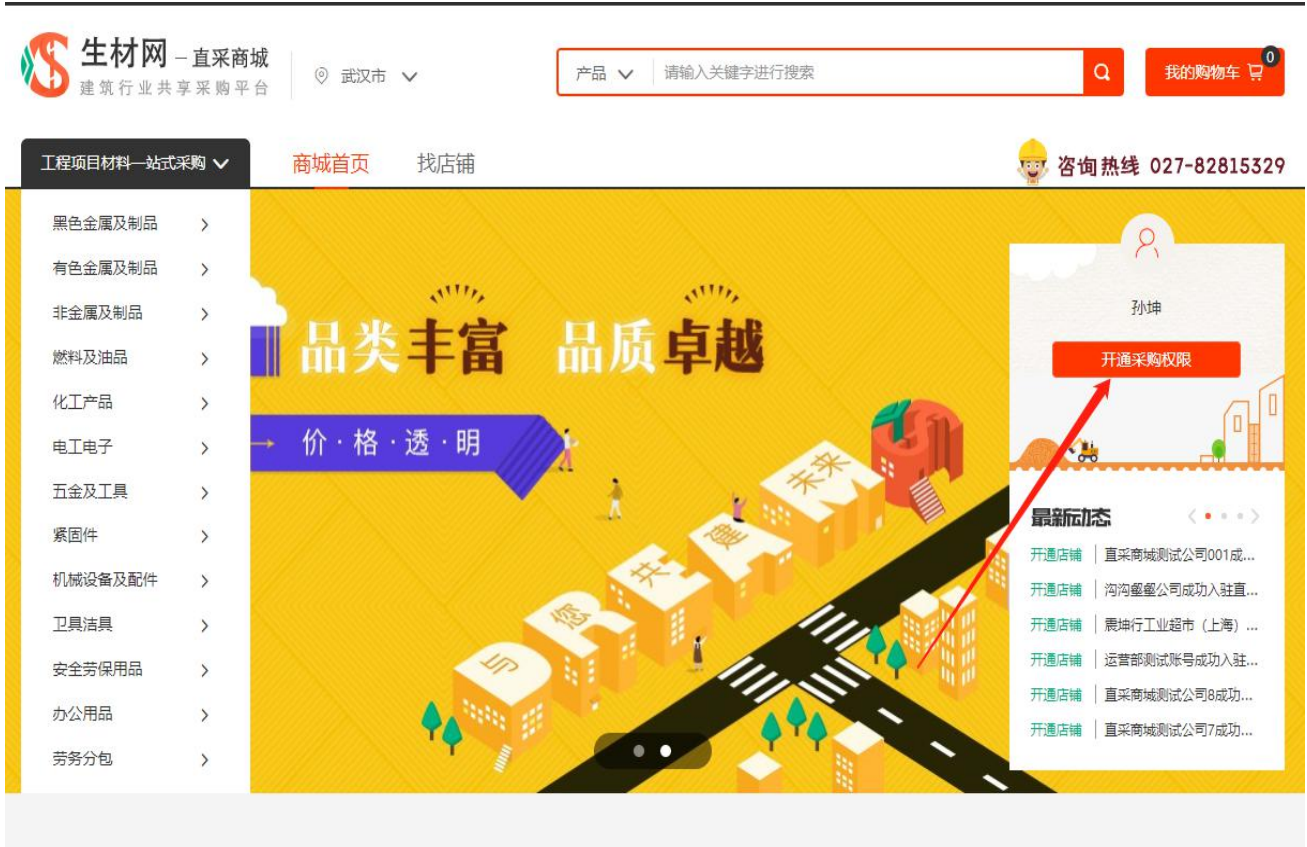 生材网 – 直采商城
建筑行业共享采购平台
武汉市
产品
请输入关键字进行搜索
我的购物车
0
工程项目材料一站式采购
商城首页
找店铺
咨询热线 027-82815329
黑色金属及制品
有色金属及制品
非金属及制品
燃料及油品
化工产品
电工电子
五金及工具
紧固件
机械设备及配件
卫具洁具
安全劳保用品
办公用品
劳务分包
品类丰富 品质卓越
价·格·透·明
与您共建未来
孙坤
开通采购权限
最新动态
开通店铺 直采商城测试公司001成...
开通店铺 沟沟壑壑公司成功入驻直...
开通店铺 震坤行工业超市（上海）...
开通店铺 运营部测试账号成功入驻...
开通店铺 直采商城测试公司8成功...
开通店铺 直采商城测试公司7成功...